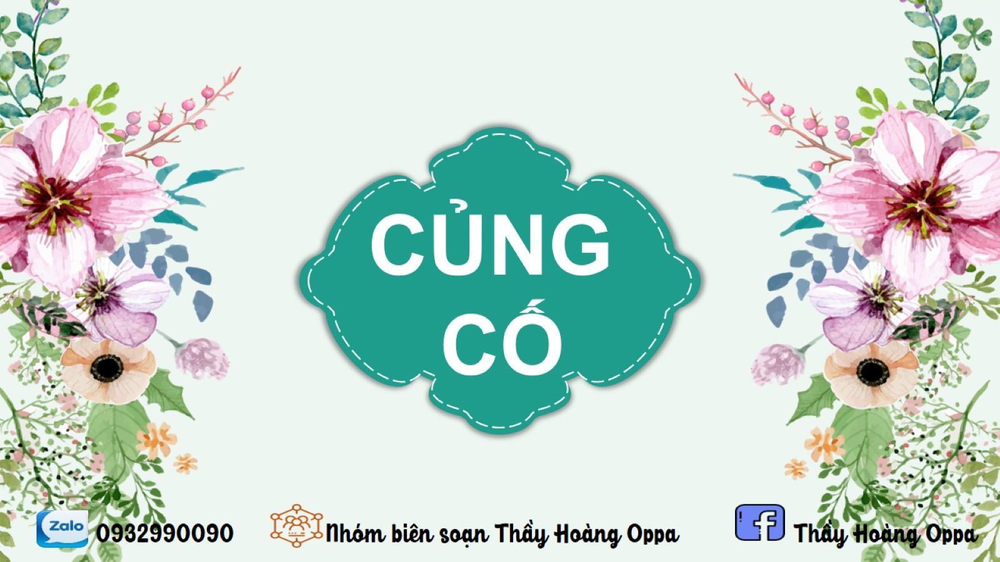 CỦNG
CỐ
Zalo 0932990090
Nhóm biên soạn Thầy Hoàng Oppa
Thầy Hoàng Oppa